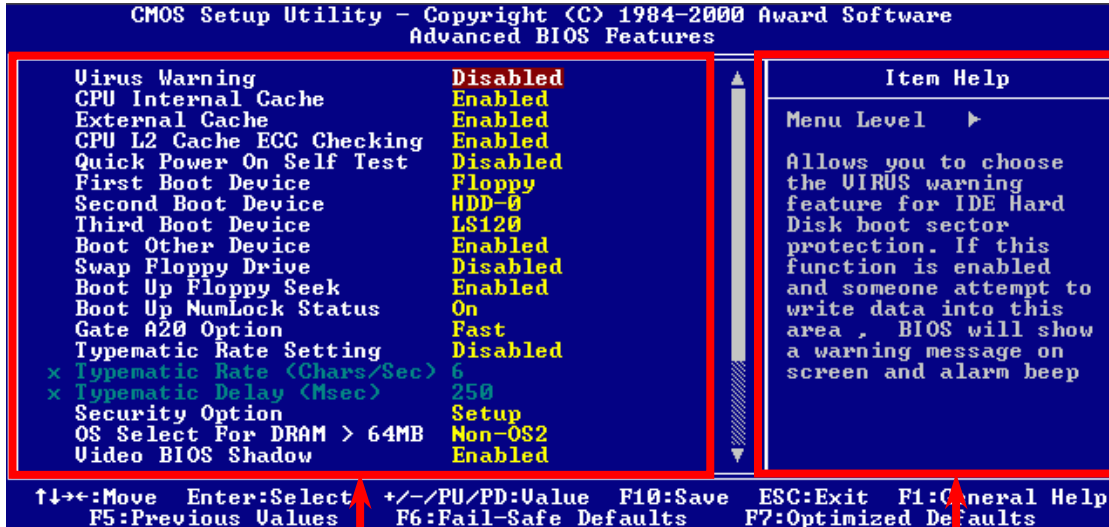 CMOS Setup Utility - Copyright (C) 1984-2000 Award Software
Advanced BIOS Features
Virus Warning Disabled
CPU Internal Cache Enabled
External Cache Enabled
CPU L2 Cache ECC Checking Enabled
Quick Power On Self Test Disabled
First Boot Device Floppy
Second Boot Device HDD-0
Third Boot Device LS120
Boot Other Device Enabled
Swap Floppy Drive Disabled
Boot Up Floppy Seek Enabled
Boot Up NumLock Status On
Gate A20 Option Fast
Typematic Rate Setting Disabled
x Typematic Rate (Chars/Sec) 6
x Typematic Delay (Msec) 250
Security Option Setup
OS Select For DRAM > 64MB Non-OS2
Video BIOS Shadow Enabled
Item Help
Menu Level ▶
Allows you to choose
the VIRUS warning
feature for IDE Hard
Disk boot sector
protection. If this
function is enabled
and someone attempt to
write data into this
area , BIOS will show
a warning message on
screen and alarm beep
↑↓→←:Move Enter:Select +/-/PU/PD:Value F10:Save ESC:Exit F1:General Help
F5:Previous Values F6:Fail-Safe Defaults F7:Optimized Defaults